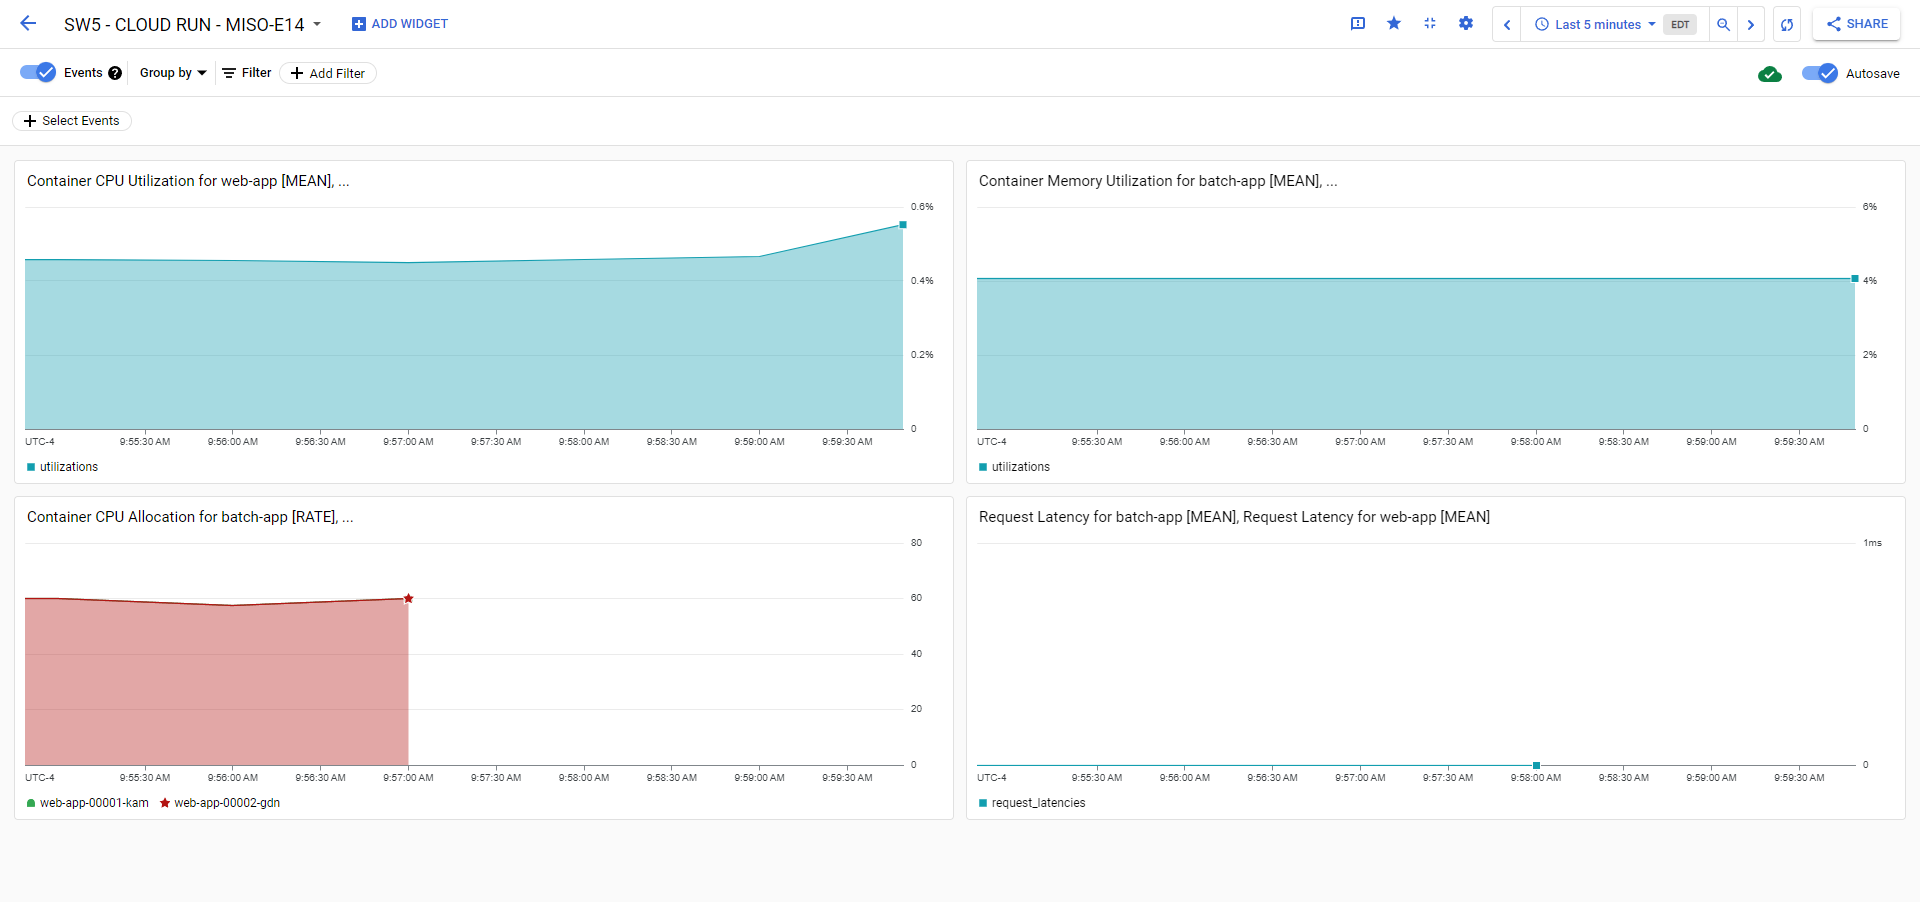 SW5 - CLOUD RUN - MISO-E14
ADD WIDGET
Last 5 minutes
EDT
SHARE
Events
Group by
Filter
Add Filter
Autosave
Select Events
Container CPU Utilization for web-app [MEAN], ...
0.6%
0.4%
0.2%
0
UTC-4 9:55:30 AM 9:56:00 AM 9:56:30 AM 9:57:00 AM 9:57:30 AM 9:58:00 AM 9:58:30 AM 9:59:00 AM 9:59:30 AM
utilizations
Container Memory Utilization for batch-app [MEAN], ...
6%
4%
2%
0
UTC-4 9:55:30 AM 9:56:00 AM 9:56:30 AM 9:57:00 AM 9:57:30 AM 9:58:00 AM 9:58:30 AM 9:59:00 AM 9:59:30 AM
utilizations
Container CPU Allocation for batch-app [RATE], ...
80
60
40
20
0
UTC-4 9:55:30 AM 9:56:00 AM 9:56:30 AM 9:57:00 AM 9:57:30 AM 9:58:00 AM 9:58:30 AM 9:59:00 AM 9:59:30 AM
web-app-00001-kam web-app-00002-gdn
Request Latency for batch-app [MEAN], Request Latency for web-app [MEAN]
1ms
0
UTC-4 9:55:30 AM 9:56:00 AM 9:56:30 AM 9:57:00 AM 9:57:30 AM 9:58:00 AM 9:58:30 AM 9:59:00 AM 9:59:30 AM
request_latencies